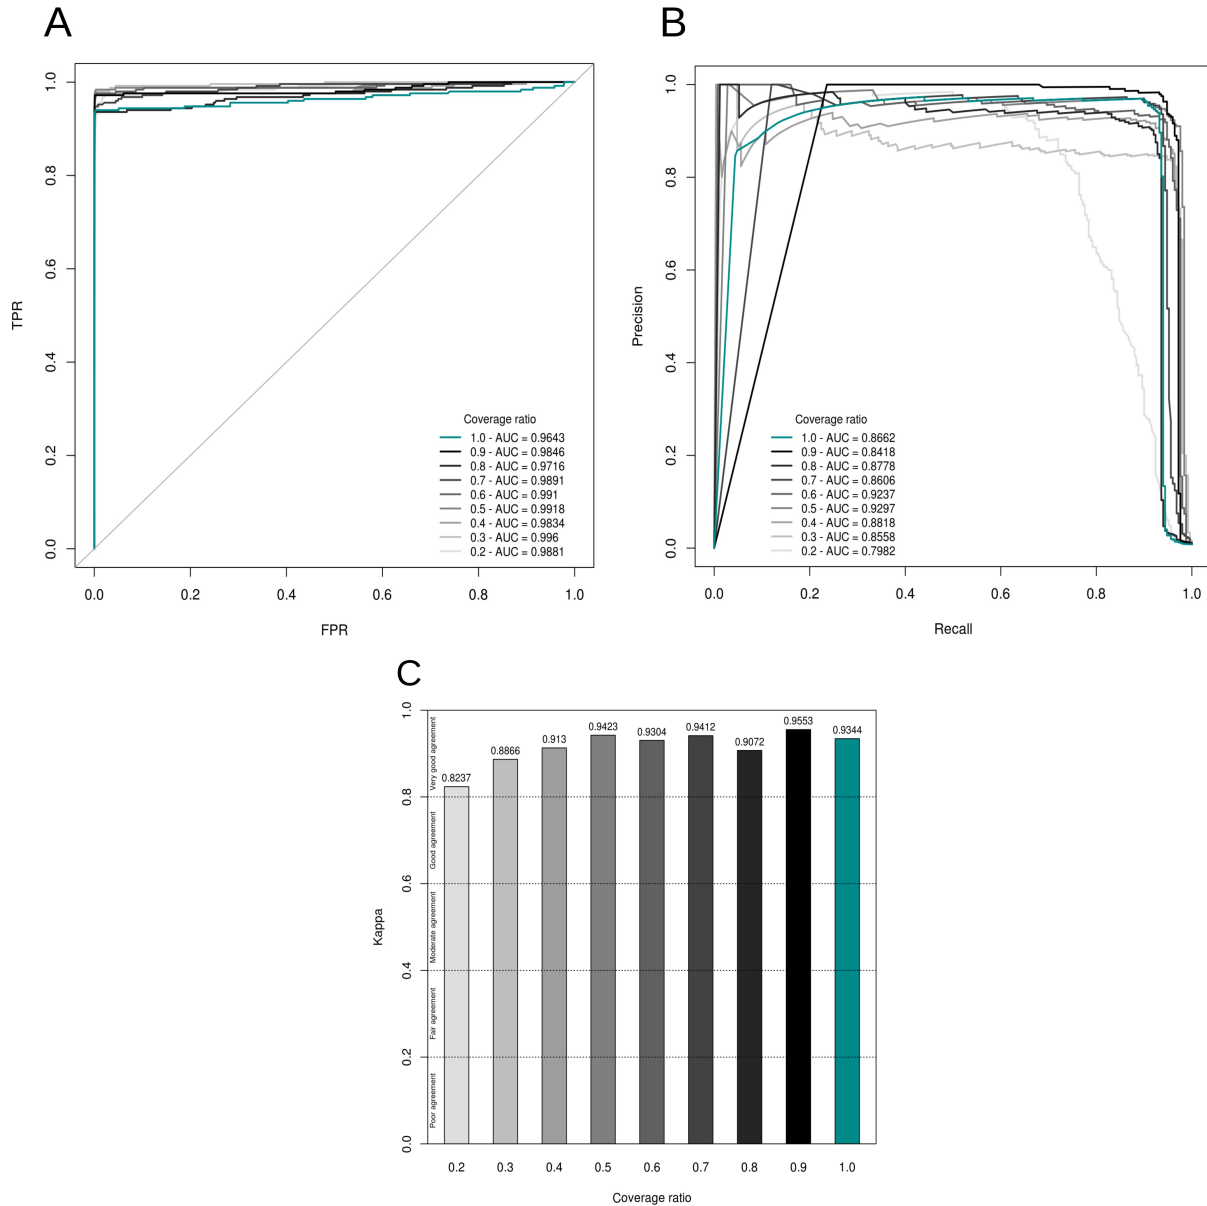 A
1.0
0.8
0.6
0.4
0.2
0.0
TPR
Coverage ratio
1.0 - AUC = 0.9643
0.9 - AUC = 0.9846
0.8 - AUC = 0.9716
0.7 - AUC = 0.9891
0.6 - AUC = 0.991
0.5 - AUC = 0.9918
0.4 - AUC = 0.9834
0.3 - AUC = 0.996
0.2 - AUC = 0.9881
0.0 0.2 0.4 0.6 0.8 1.0
FPR
B
1.0
0.8
0.6
0.4
0.2
0.0
Precision
Coverage ratio
1.0 - AUC = 0.8662
0.9 - AUC = 0.8418
0.8 - AUC = 0.8778
0.7 - AUC = 0.8606
0.6 - AUC = 0.9237
0.5 - AUC = 0.9297
0.4 - AUC = 0.8818
0.3 - AUC = 0.8558
0.2 - AUC = 0.7982
0.0 0.2 0.4 0.6 0.8 1.0
Recall
C
1.0
0.8
0.6
0.4
0.2
0.0
Kappa
Very good agreement
Good agreement
Moderate agreement
Fair agreement
Poor agreement
0.8237 0.8866 0.913 0.9423 0.9304 0.9412 0.9072 0.9553 0.9344
0.2 0.3 0.4 0.5 0.6 0.7 0.8 0.9 1.0
Coverage ratio